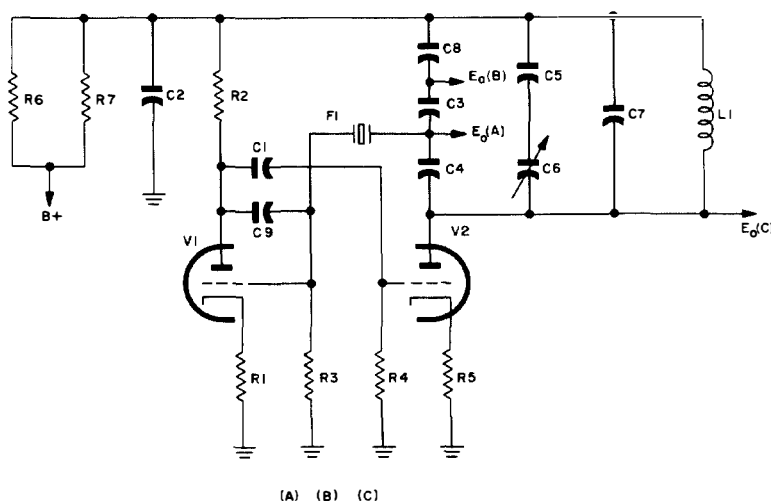 C8
E₀(B)
C5
R6
R7
C2
R2
C3
C7
L1
F1
E₀(A)
C1
C4
C6
B+
C9
V1
V2
E₀(C)
R1
R3
R4
R5
(A) (B) (C)